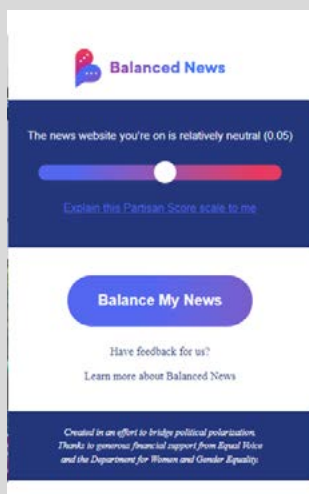 Balanced News
The news website you're on is relatively neutral (0.05)
Explain this Partisan Score scale to me
Balance My News
Have feedback for us?
Learn more about Balanced News
Created in an effort to bridge political polarization.
Thanks to generous financial support from Equal Voice
and the Department for Women and Gender Equality.